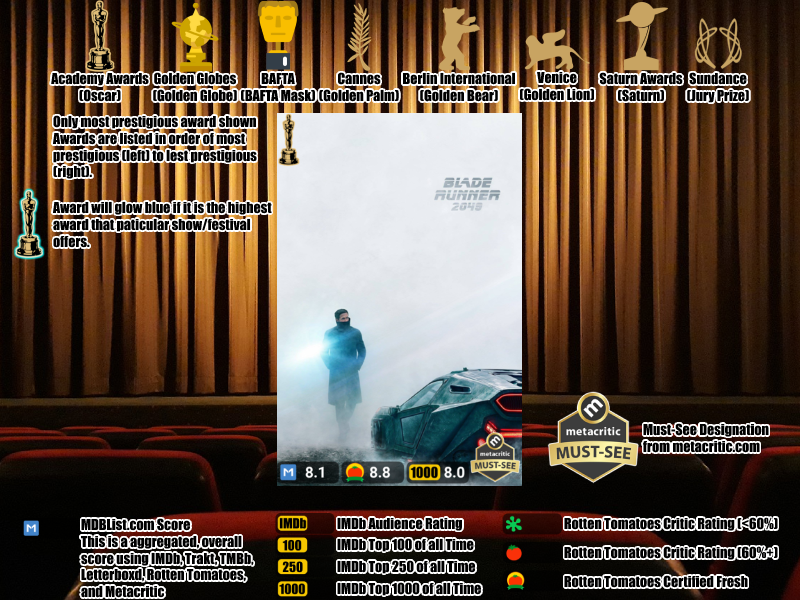 Academy Awards
(Oscar)
Golden Globes
(Golden Globe)
BAFTA
(BAFTA Mask)
Cannes
(Golden Palm)
Berlin International
(Golden Bear)
Venice
(Golden Lion)
Saturn Awards
(Saturn)
Sundance
(Jury Prize)
Only most prestigious award shown
Awards are listed in order of most
prestigious (left) to lest prestigious
(right).
Award will glow blue if it is the highest
award that paticular show/festival
offers.
BLADE
RUNNER
2049
M 8.1
8.8
1000 8.0
m
metacritic
MUST-SEE
m
metacritic
MUST-SEE
Must-See Designation
from metacritic.com
M
MDBList.com Score
This is a aggregated, overall
score using IMDb, Trakt, TMBb,
Letterboxd, Rotten Tomatoes,
and Metacritic
IMDb IMDb Audience Rating
100 IMDb Top 100 of all Time
250 IMDb Top 250 of all Time
1000 IMDb Top 1000 of all Time
Rotten Tomatoes Critic Rating (<60%)
Rotten Tomatoes Critic Rating (60%+)
Rotten Tomatoes Certified Fresh